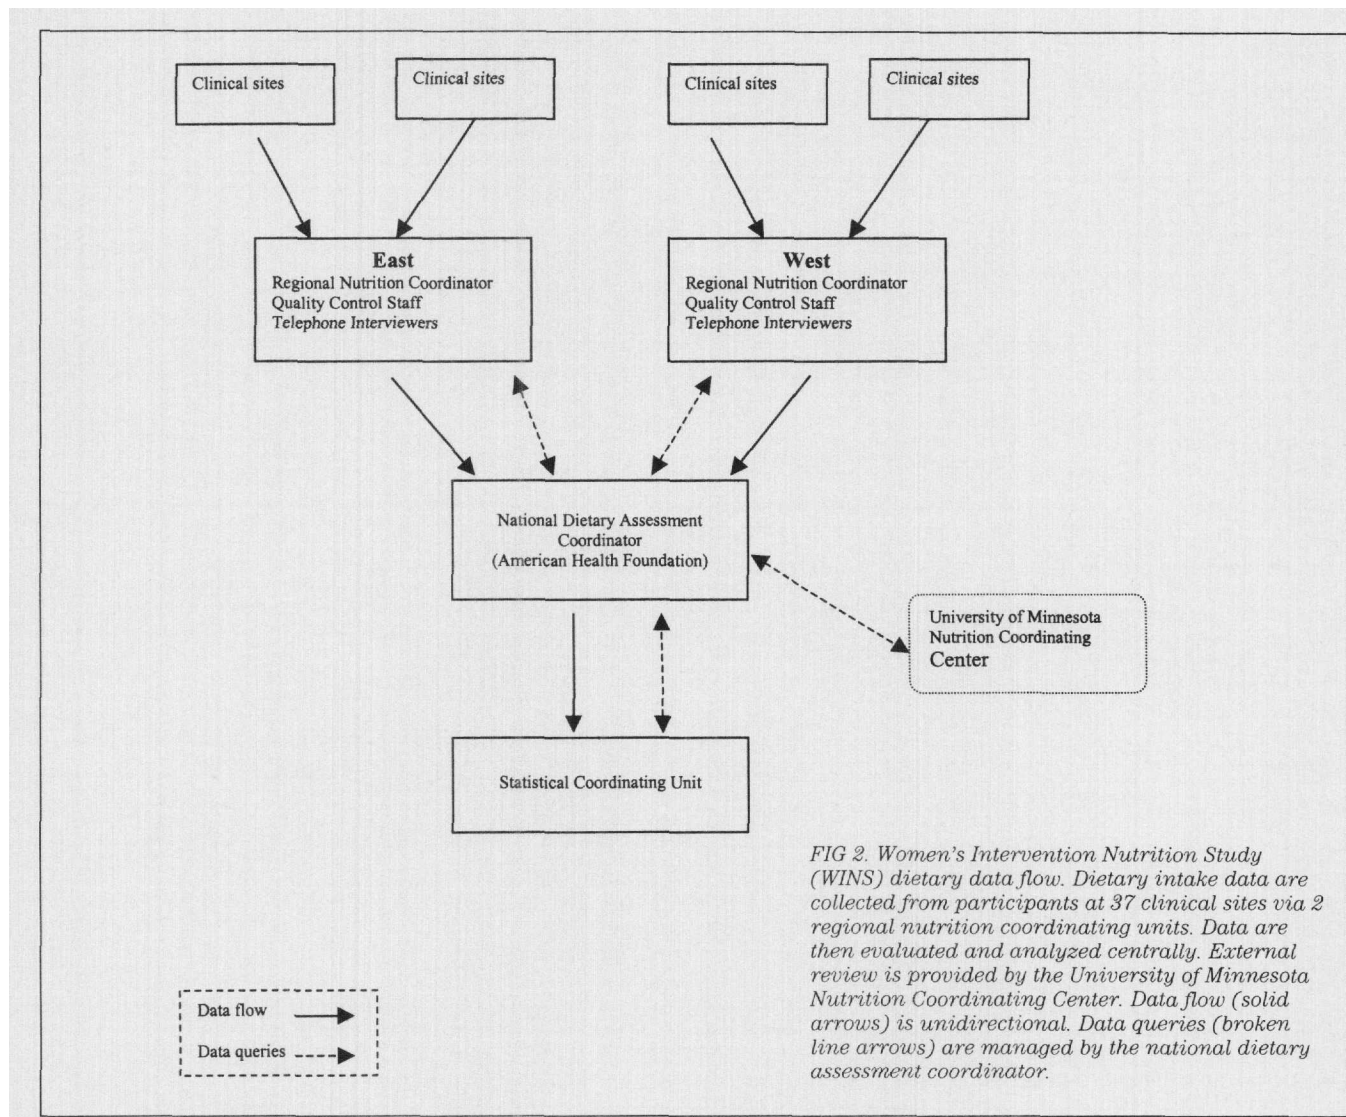 Clinical sites
Clinical sites
Clinical sites
Clinical sites
East
Regional Nutrition Coordinator
Quality Control Staff
Telephone Interviewers
West
Regional Nutrition Coordinator
Quality Control Staff
Telephone Interviewers
National Dietary Assessment
Coordinator
(American Health Foundation)
University of Minnesota
Nutrition Coordinating
Center
Statistical Coordinating Unit
FIG 2. Women's Intervention Nutrition Study
(WINS) dietary data flow. Dietary intake data are
collected from participants at 37 clinical sites via 2
regional nutrition coordinating units. Data are
then evaluated and analyzed centrally. External
review is provided by the University of Minnesota
Nutrition Coordinating Center. Data flow (solid
arrows) is unidirectional. Data queries (broken
line arrows) are managed by the national dietary
assessment coordinator.
Data flow
Data queries